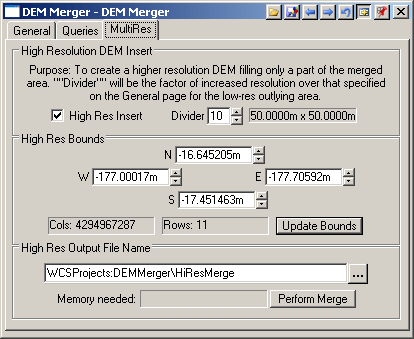 DEM Merger - DEM Merger
General Queries MultiRes
High Resolution DEM Insert
Purpose: To create a higher resolution DEM filling only a part of the merged
area. '"Divider"' will be the factor of increased resolution over that specified
on the General page for the low-res outlying area.
High Res Insert Divider 10 50.0000m x 50.0000m
High Res Bounds
N -16.645205m
W -177.00017m E -177.70592m
S -17.451463m
Cols: 4294967287 Rows: 11 Update Bounds
High Res Output File Name
WCSProjects:DEMMerger\HiResMerge ...
Memory needed: Perform Merge